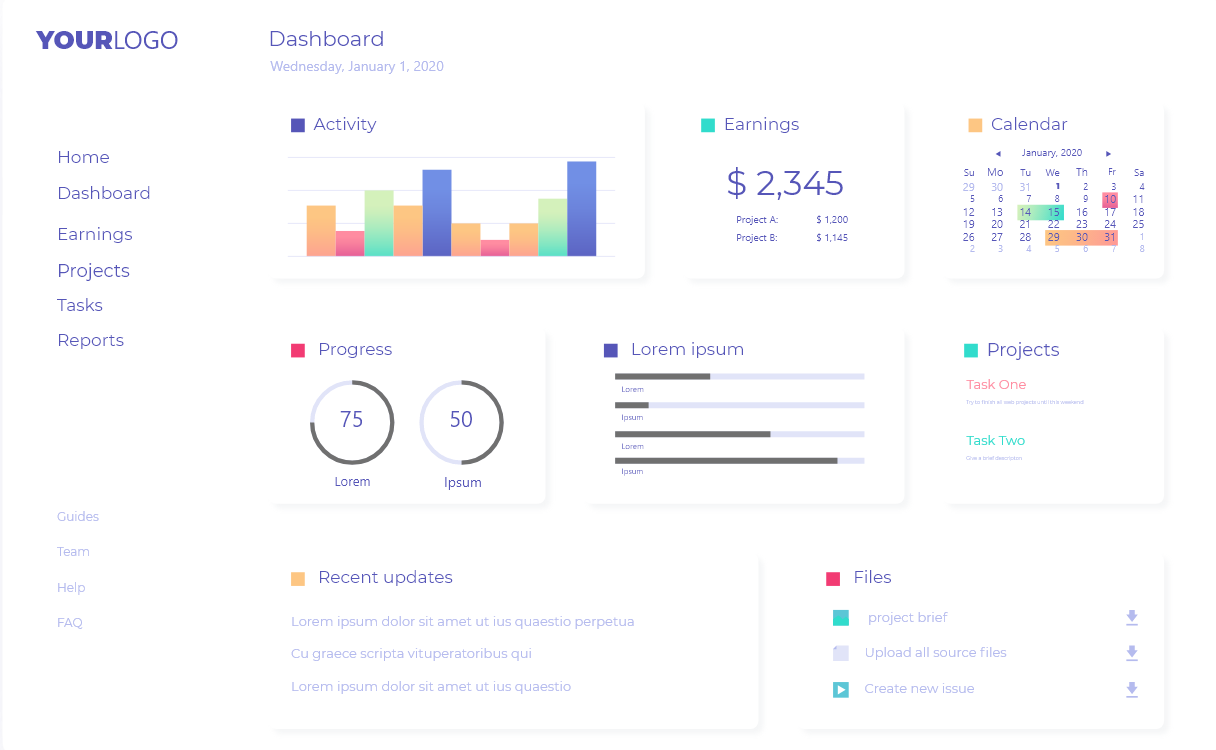 YOURLOGO
Dashboard
Wednesday, January 1, 2020
Home
Dashboard
Earnings
Projects
Tasks
Reports
Guides
Team
Help
FAQ
Activity
Earnings
$ 2,345
Project A: $ 1,200
Project B: $ 1,145
Calendar
◄ January, 2020 ►
Su Mo Tu We Th Fr Sa
29 30 31 1 2 3 4
5 6 7 8 9 10 11
12 13 14 15 16 17 18
19 20 21 22 23 24 25
26 27 28 29 30 31 1
2 3 4 5 6 7 8
Progress
75
50
Lorem
Ipsum
Lorem ipsum
Lorem
Ipsum
Lorem
Ipsum
Projects
Task One
Try to finish all web projects until this weekend!
Task Two
Give a brief description
Recent updates
Lorem ipsum dolor sit amet ut ius quaestio perpetua
Cu graece scripta vituperatoribus qui
Lorem ipsum dolor sit amet ut ius quaestio
Files
project brief
Upload all source files
Create new issue